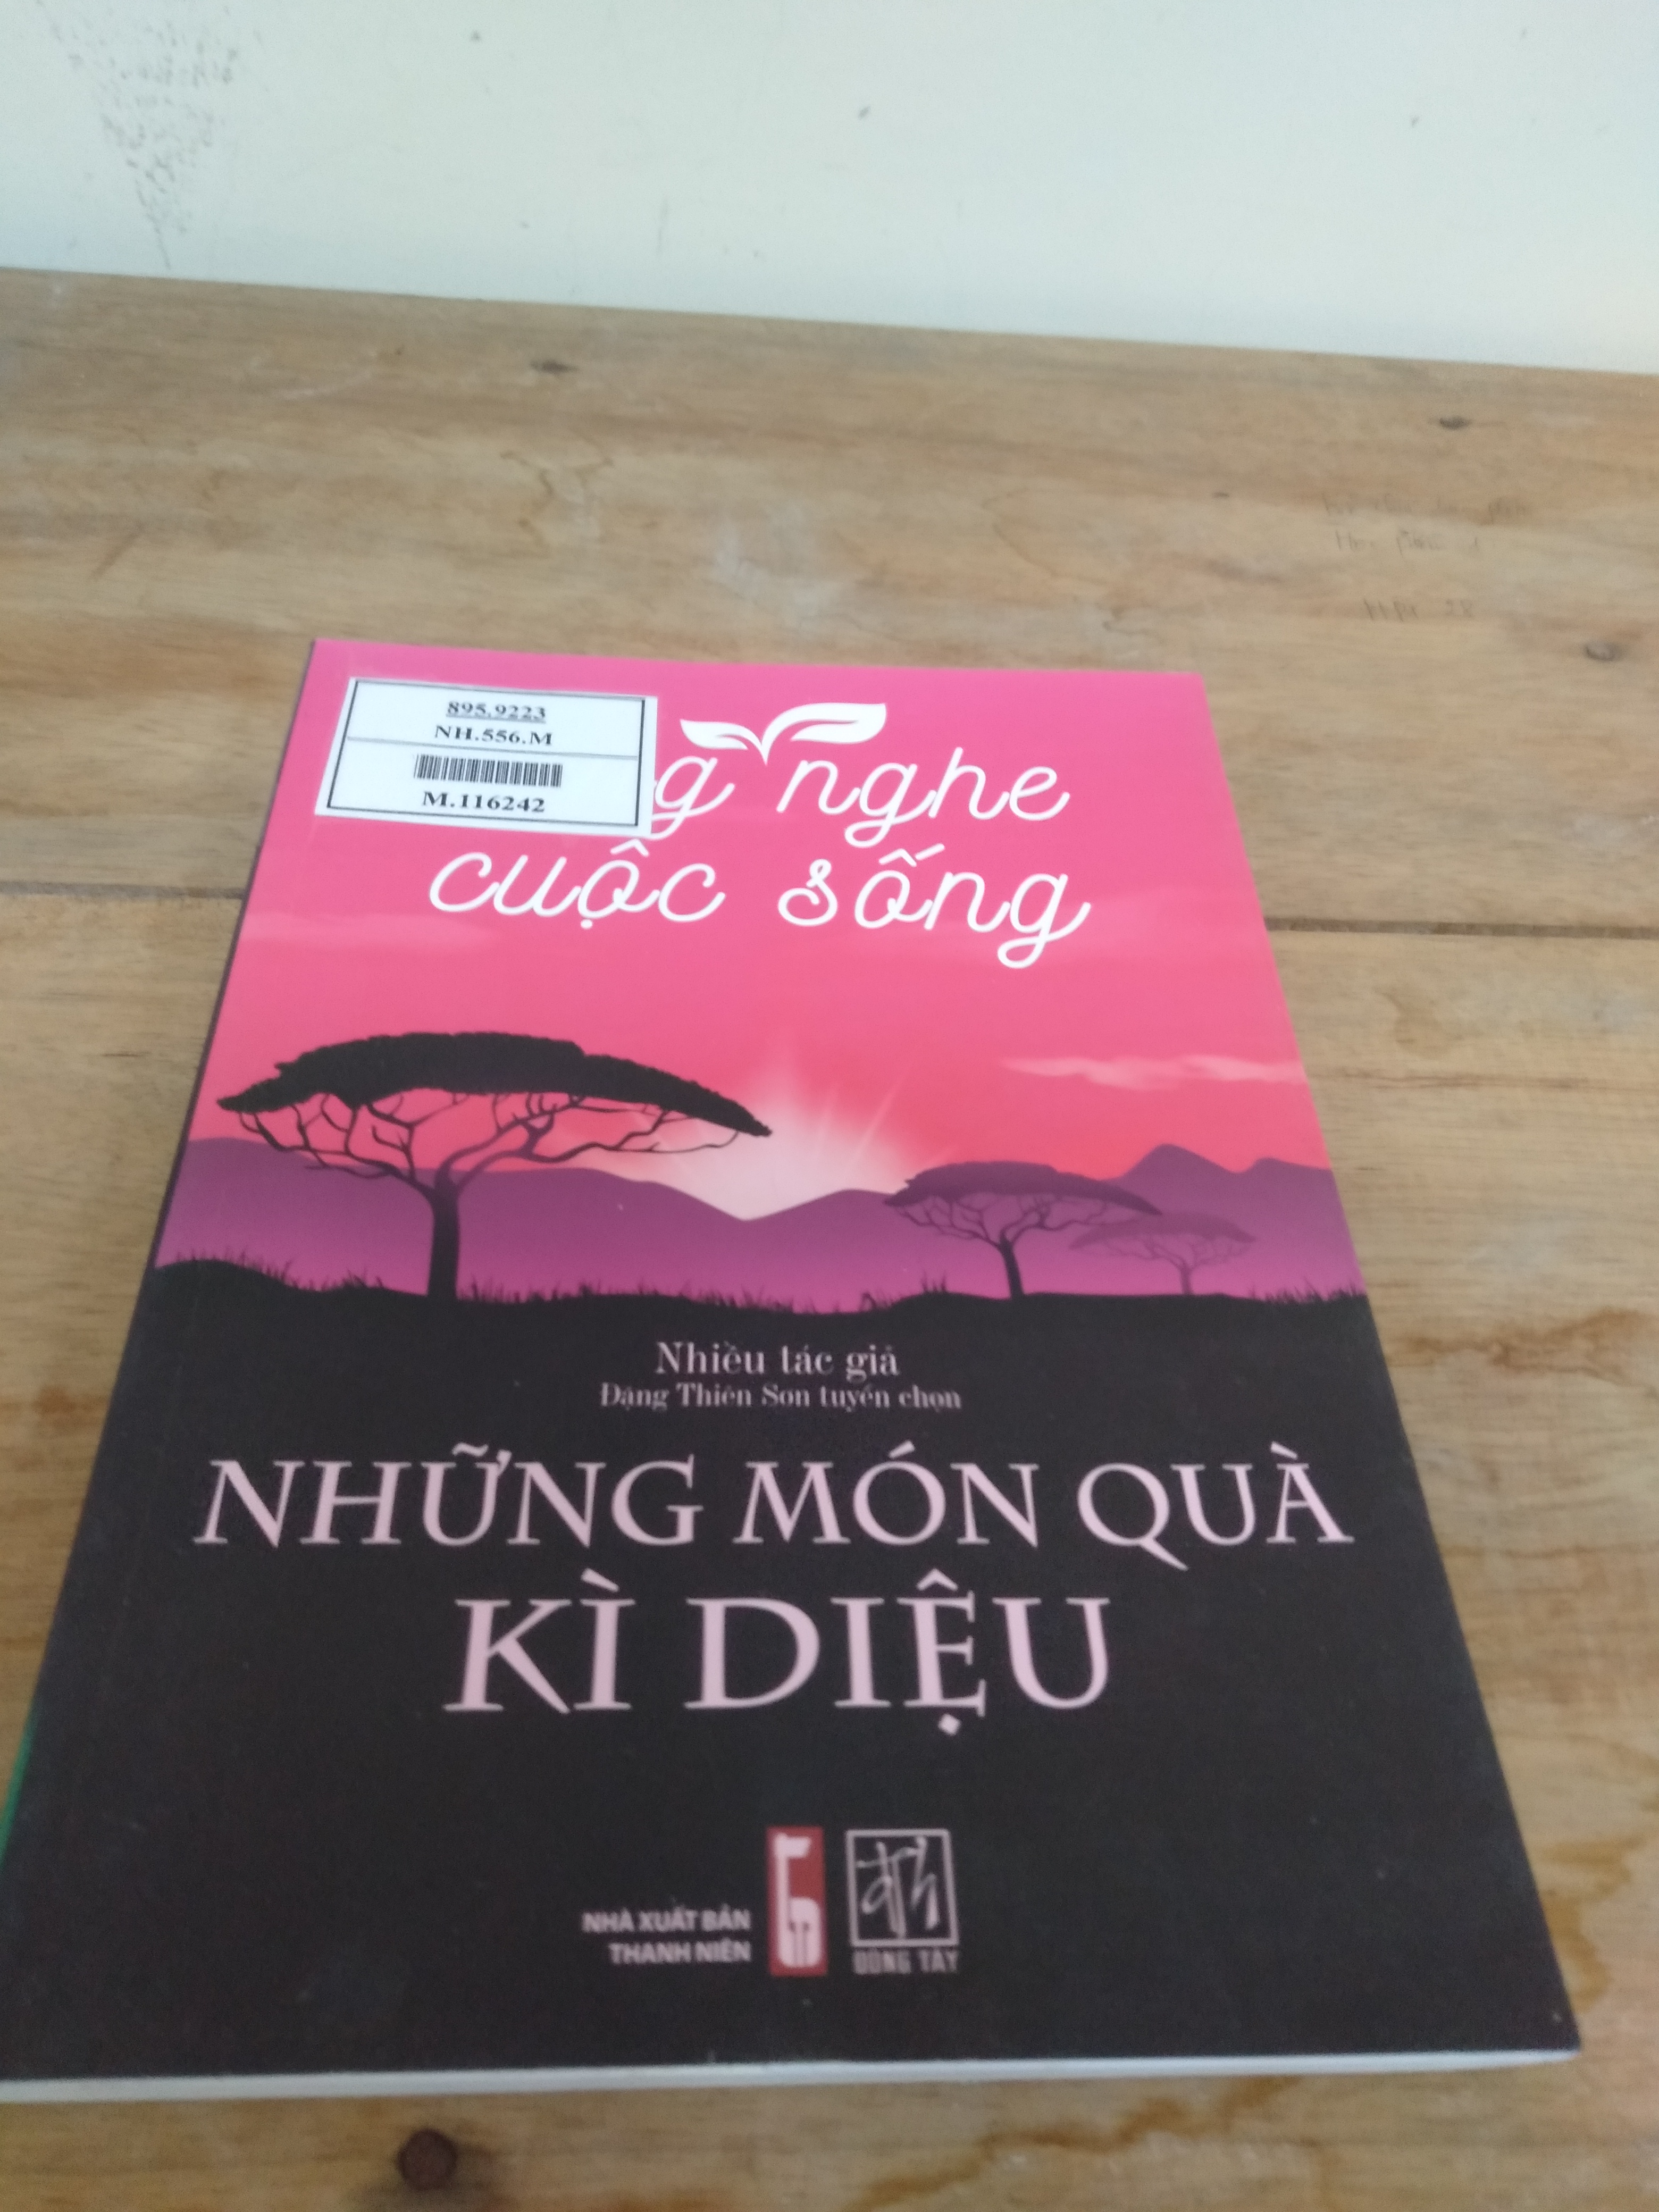 895.9223
NH.556.M
M.116242
g nghe
cuộc sống
Nhiều tác giả
Đặng Thiên Sơn tuyển chọn
NHỮNG MÓN QUÀ
KÌ DIỆU
NHÀ XUẤT BẢN
THANH NIÊN
ĐÔNG TÂY